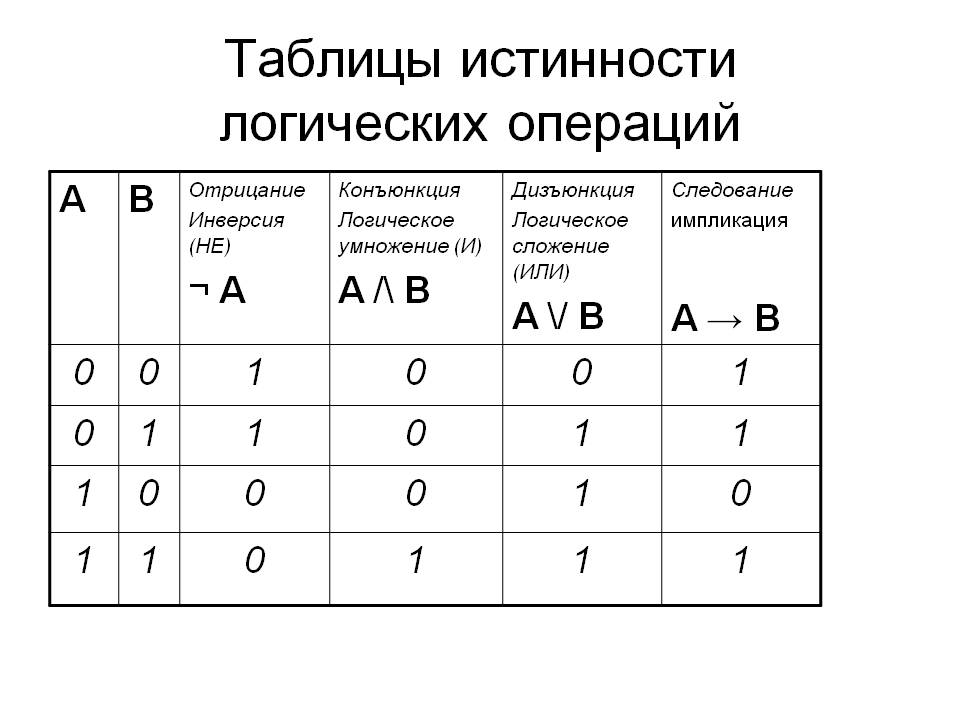 Таблицы истинности
логических операций
А
В
Отрицание
Инверсия
(НЕ)
¬ А
Конъюнкция
Логическое
умножение (И)
А /\ В
Дизъюнкция
Логическое
сложение
(ИЛИ)
А \/ В
Следование
импликация
А → В
0 0 1 0 0 1
0 1 1 0 1 1
1 0 0 0 1 0
1 1 0 1 1 1